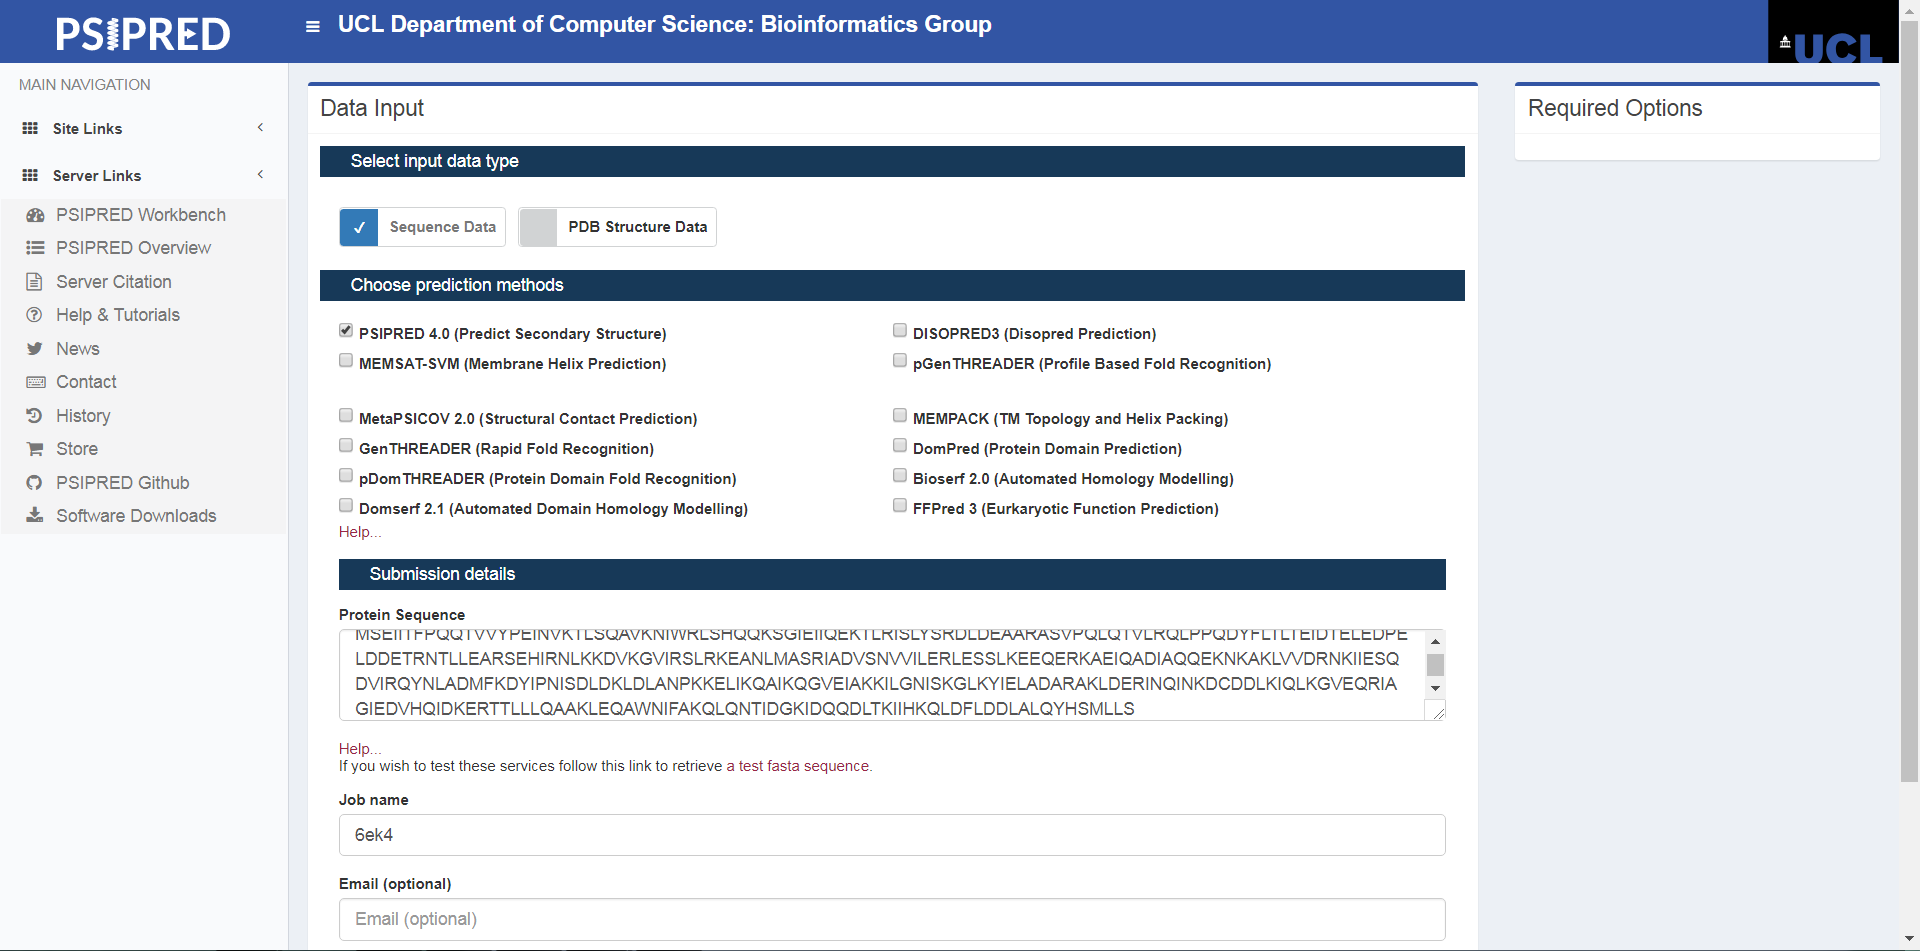 PSIPRED
UCL Department of Computer Science: Bioinformatics Group
UCL
MAIN NAVIGATION
Site Links
Server Links
PSIPRED Workbench
PSIPRED Overview
Server Citation
Help & Tutorials
News
Contact
History
Store
PSIPRED Github
Software Downloads
Data Input
Select input data type
Sequence Data
PDB Structure Data
Choose prediction methods
PSIPRED 4.0 (Predict Secondary Structure)
DISOPRED3 (Disopred Prediction)
MEMSAT-SVM (Membrane Helix Prediction)
pGenTHREADER (Profile Based Fold Recognition)
MetaPSICOV 2.0 (Structural Contact Prediction)
MEMPACK (TM Topology and Helix Packing)
GenTHREADER (Rapid Fold Recognition)
DomPred (Protein Domain Prediction)
pDomTHREADER (Protein Domain Fold Recognition)
Bioserf 2.0 (Automated Homology Modelling)
Domserf 2.1 (Automated Domain Homology Modelling)
FFPred 3 (Eurkaryotic Function Prediction)
Help...
Submission details
Protein Sequence
MSEIITFPQQTVVYPEINVKTLSQAVKNIWRLSHQQKSGIEIIQEKTLRISLYSRDLDEAARASVPQLQTVLRQLPPQDYFLTLTEIDTELEDPE
LDDETRNTLLEARSEHIRNLKKDVKGVIRSLRKEANLMASRIADVSNVVILERLESSLKEEQERKAEIQADIAQQEKNKAKLVVDRNKIIESQ
DVIRQYNLADMFKDYIPNISDLDKLDLANPKKELIKQAIKQGVEIAKKILGNISKGLKYIELADARAKLDERINQINKDCDDLKIQLKGVEQRIA
GIEDVHQIDKERTTLLLQAAKLEQAWNIFAKQLQNTIDGKIDQQDLTKIIHKQLDFLDDLALQYHSMLLS
Help...
If you wish to test these services follow this link to retrieve a test fasta sequence.
Job name
6ek4
Email (optional)
Email (optional)
Required Options